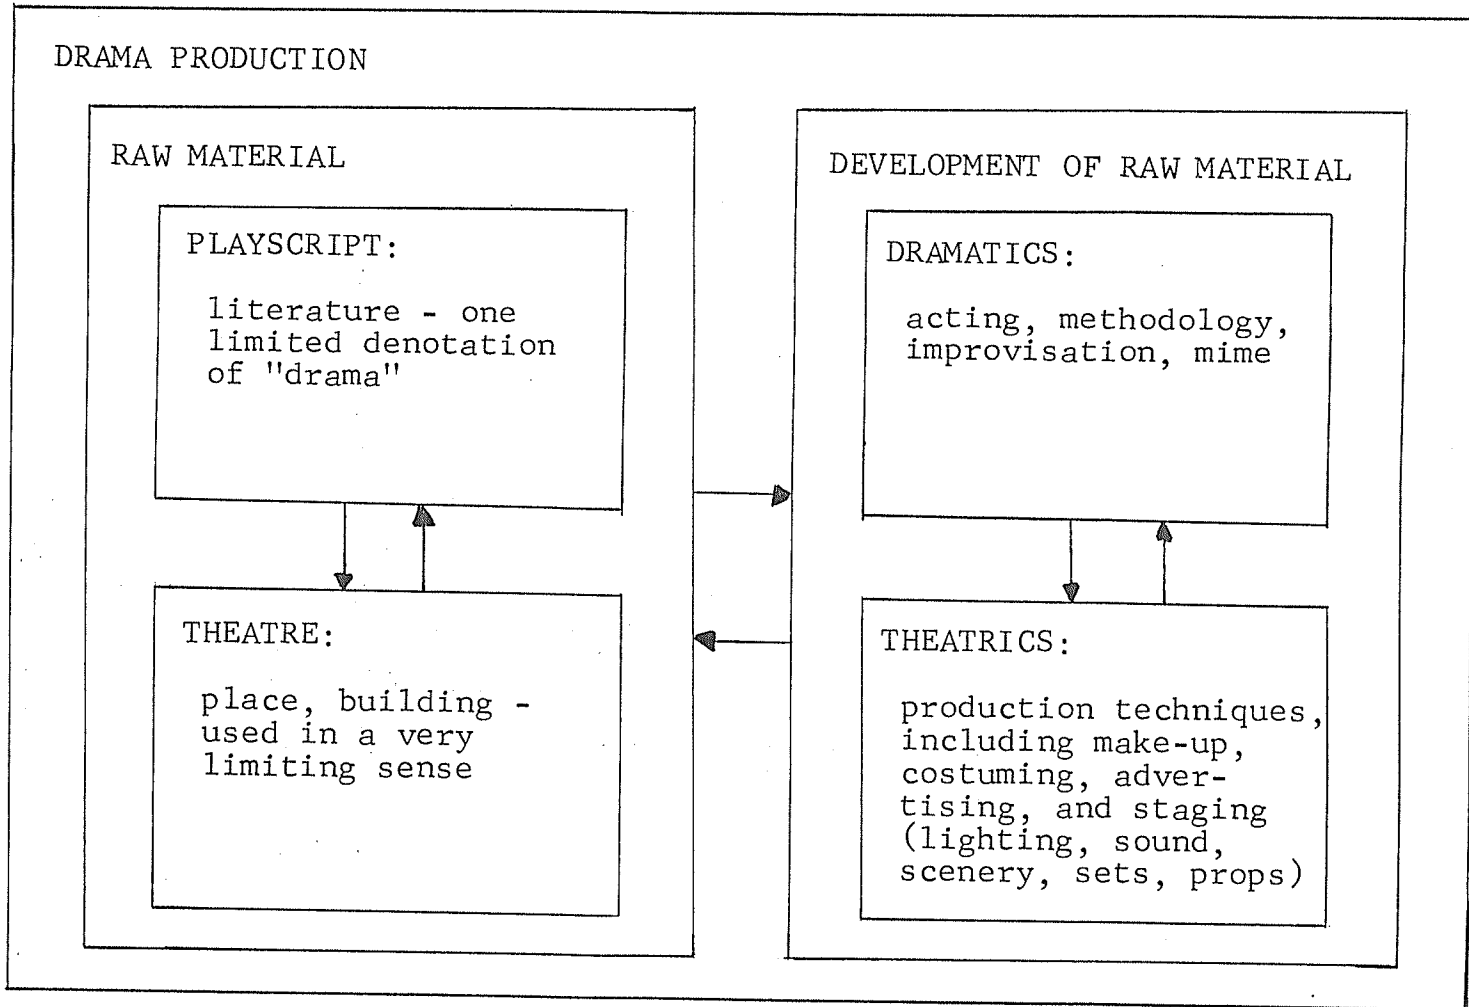 DRAMA PRODUCTION
RAW MATERIAL
PLAYSCRIPT:
literature - one
limited denotation
of "drama"
THEATRE:
place, building -
used in a very
limiting sense
DEVELOPMENT OF RAW MATERIAL
DRAMATICS:
acting, methodology,
improvisation, mime
THEATRICS:
production techniques,
including make-up,
costuming, adver-
tising, and staging
(lighting, sound,
scenery, sets, props)